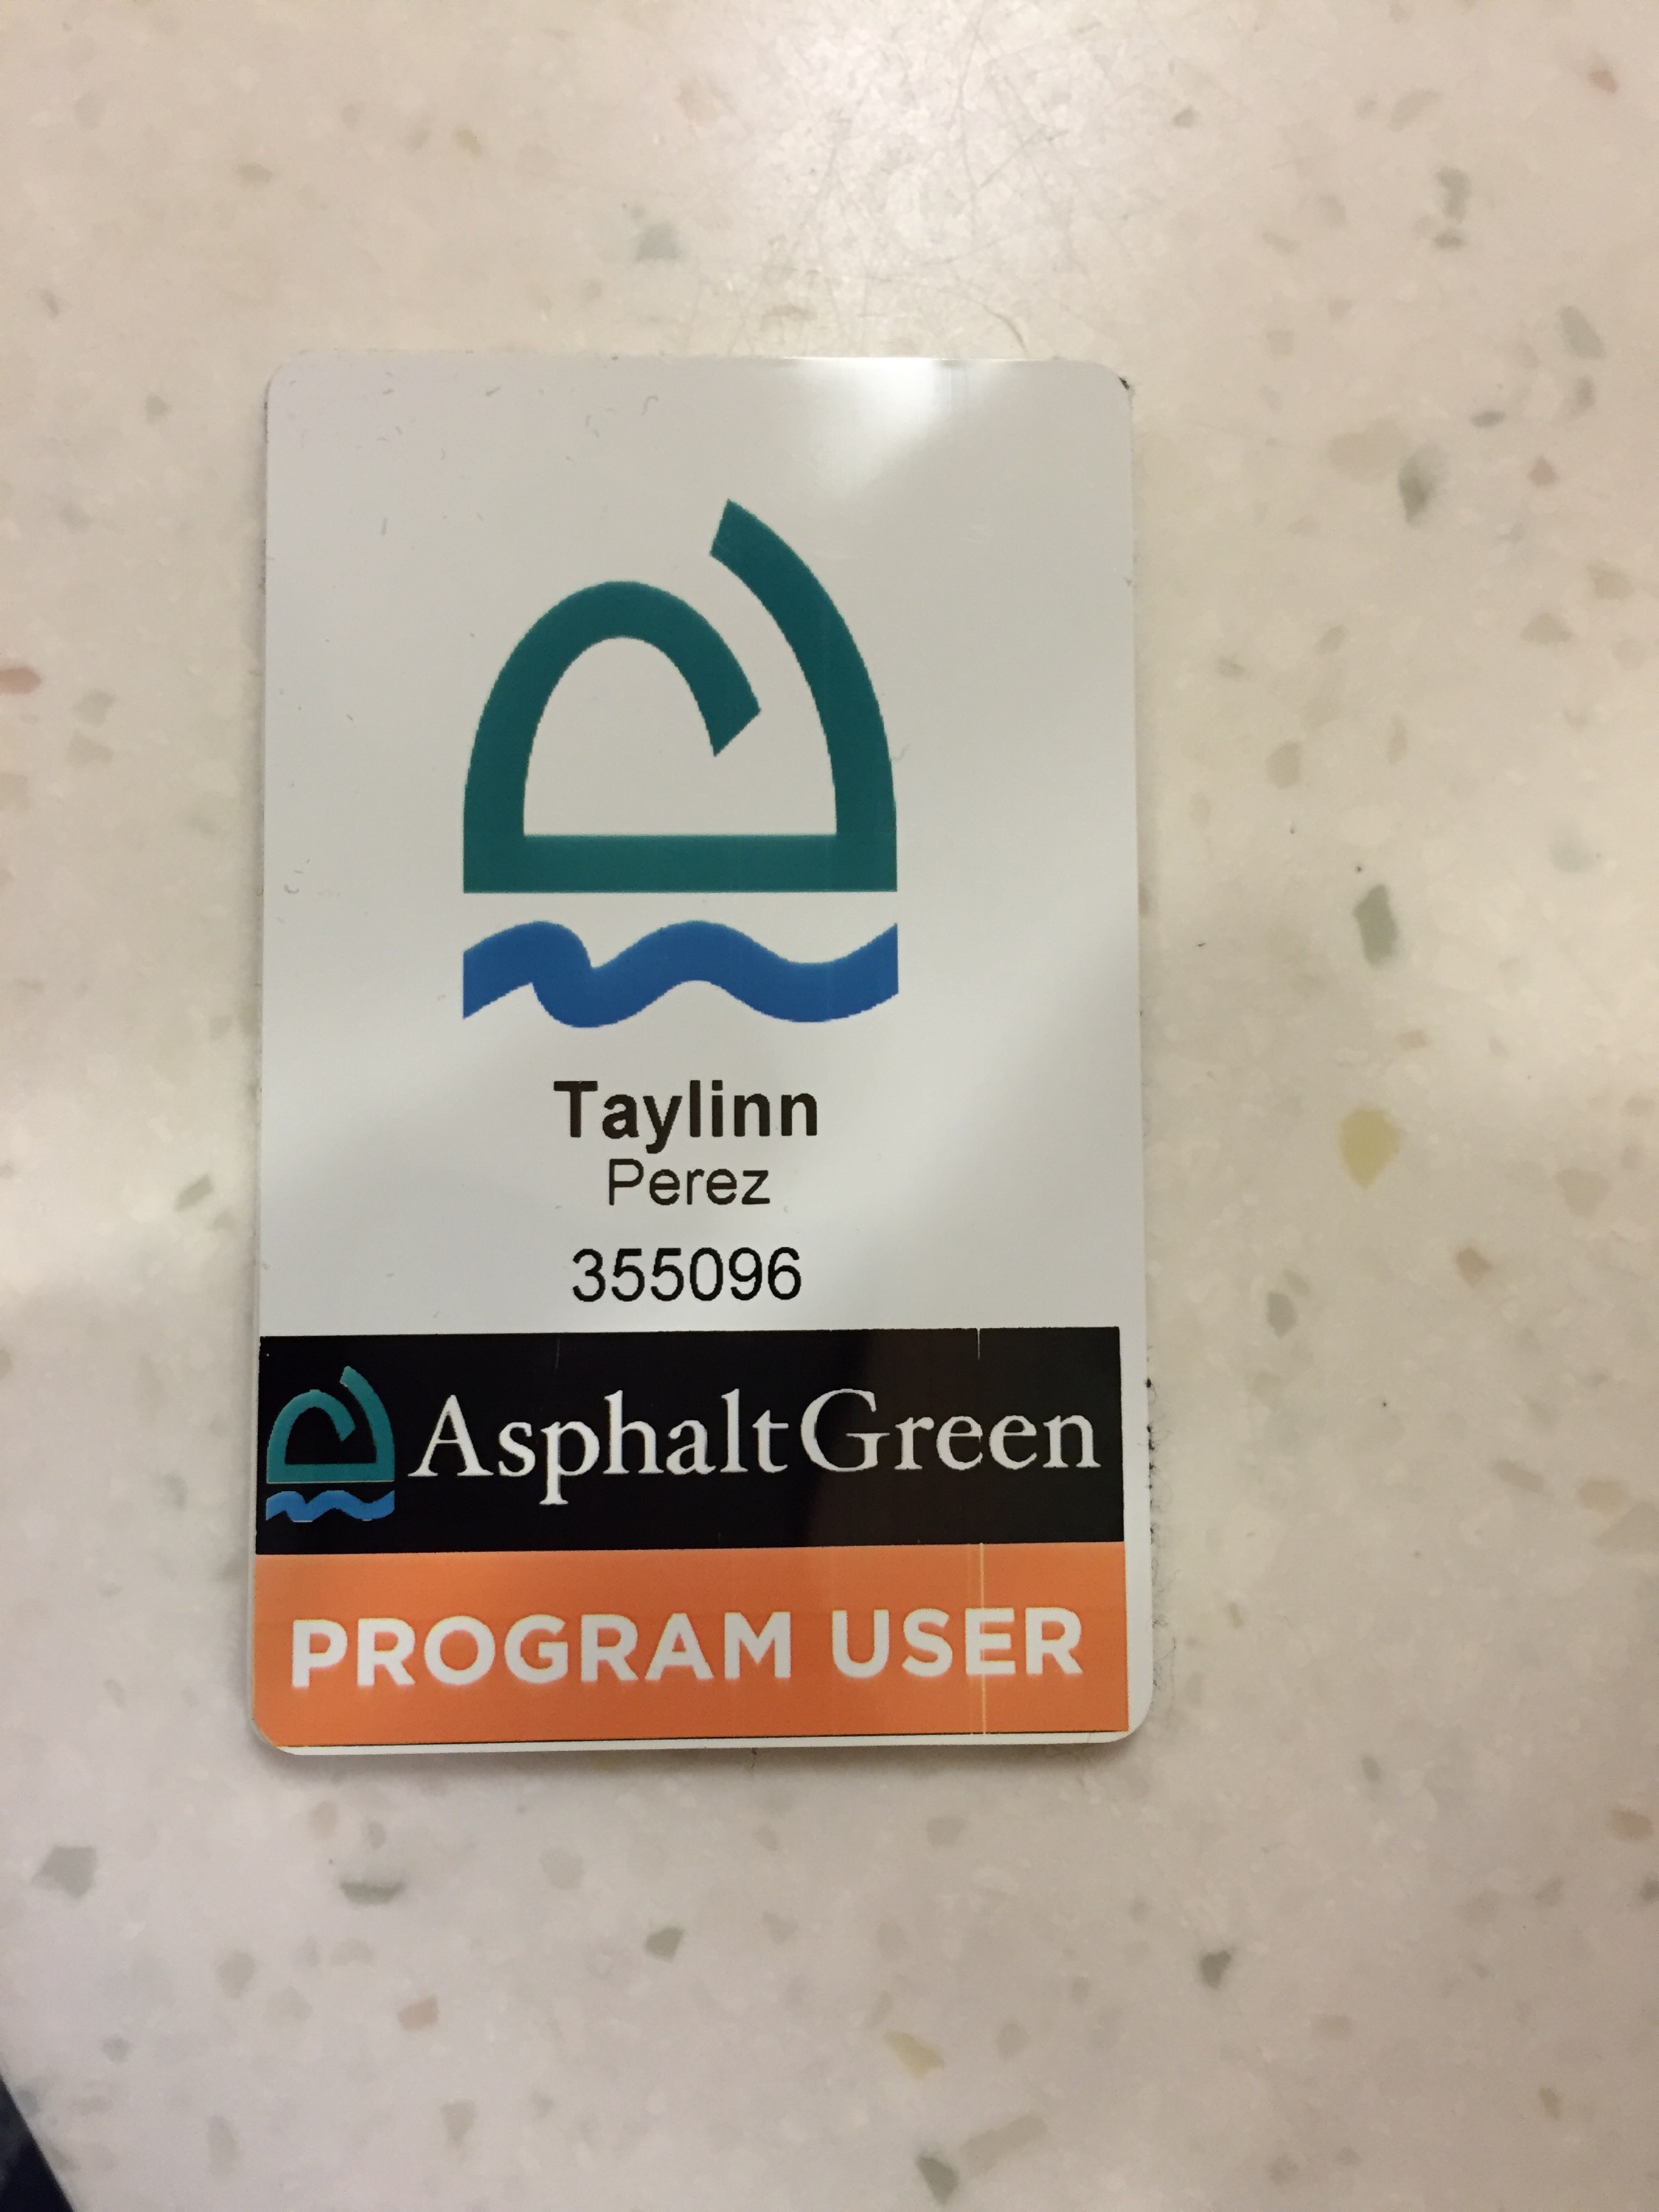 Taylinn
Perez
355096
AsphaltGreen
PROGRAM USER